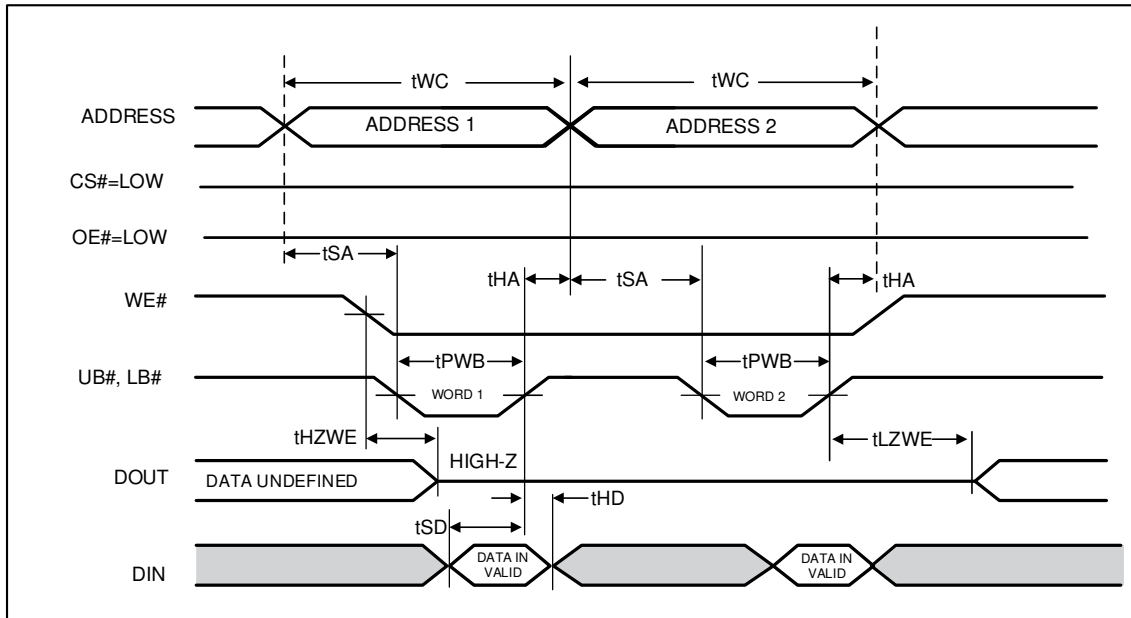 tWC tWC
ADDRESS ADDRESS 1 ADDRESS 2
CS#=LOW
OE#=LOW
tSA
tHA tSA tHA
WE#
tPWB tPWB
UB#, LB# WORD 1 WORD 2
tHZWE tLZWE
HIGH-Z
DOUT DATA UNDEFINED
tHD
tSD
DIN DATA IN VALID DATA IN VALID